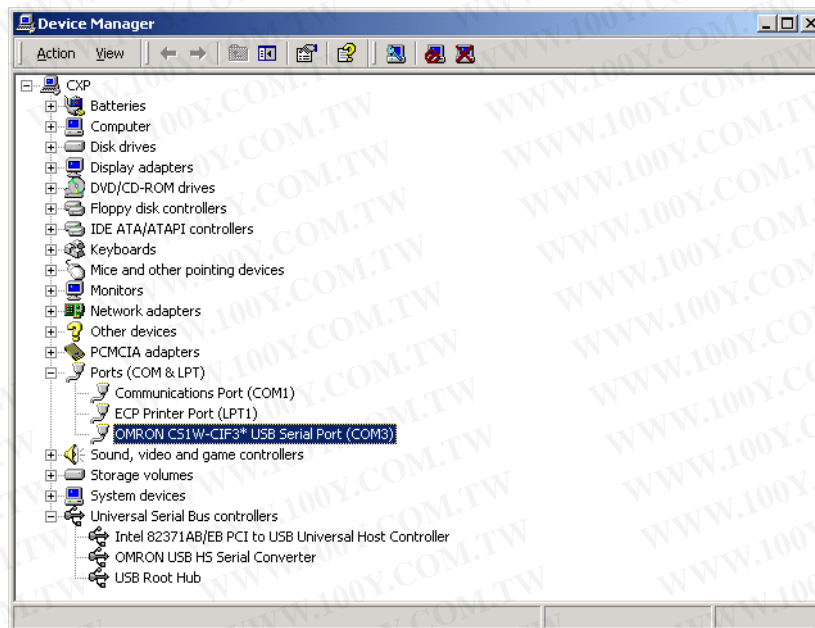 Device Manager
Action View
CXP
Batteries
Computer
Disk drives
Display adapters
DVD/CD-ROM drives
Floppy disk controllers
IDE ATA/ATAPI controllers
Keyboards
Mice and other pointing devices
Monitors
Network adapters
Other devices
PCMCIA adapters
Ports (COM & LPT)
Communications Port (COM1)
ECP Printer Port (LPT1)
OMRON CS1W-CIF3* USB Serial Port (COM3)
Sound, video and game controllers
Storage volumes
System devices
Universal Serial Bus controllers
Intel 82371AB/EB PCI to USB Universal Host Controller
OMRON USB HS Serial Converter
USB Root Hub
WWW.100Y.COM.TW